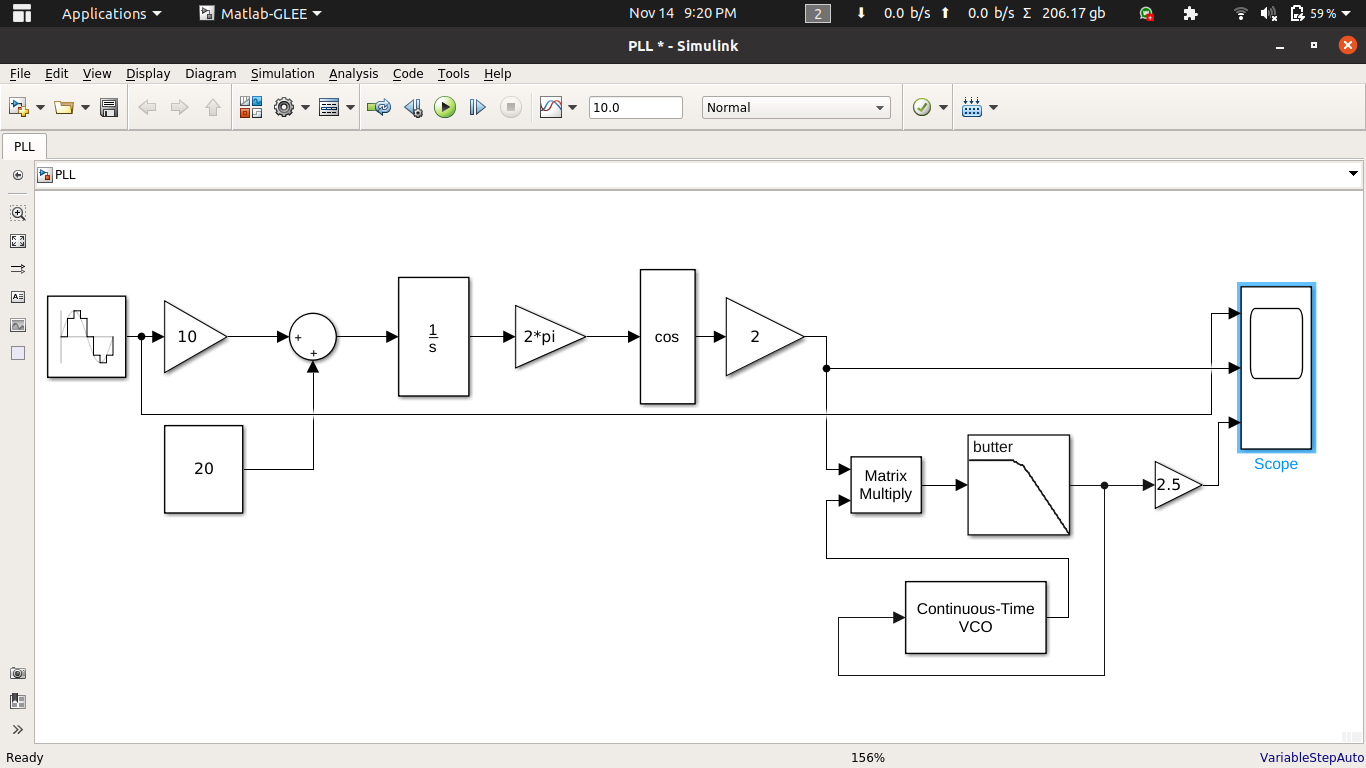 Applications Matlab-GLEE Nov 14 9:20 PM 2 0.0 b/s 0.0 b/s Σ 206.17 gb 59 %
PLL * - Simulink
File Edit View Display Diagram Simulation Analysis Code Tools Help
10.0 Normal
PLL
PLL
10
+
+
1
s
2*pi
cos
2
20
Scope
Matrix
Multiply
butter
2.5
Continuous-Time
VCO
Ready 156% VariableStepAuto